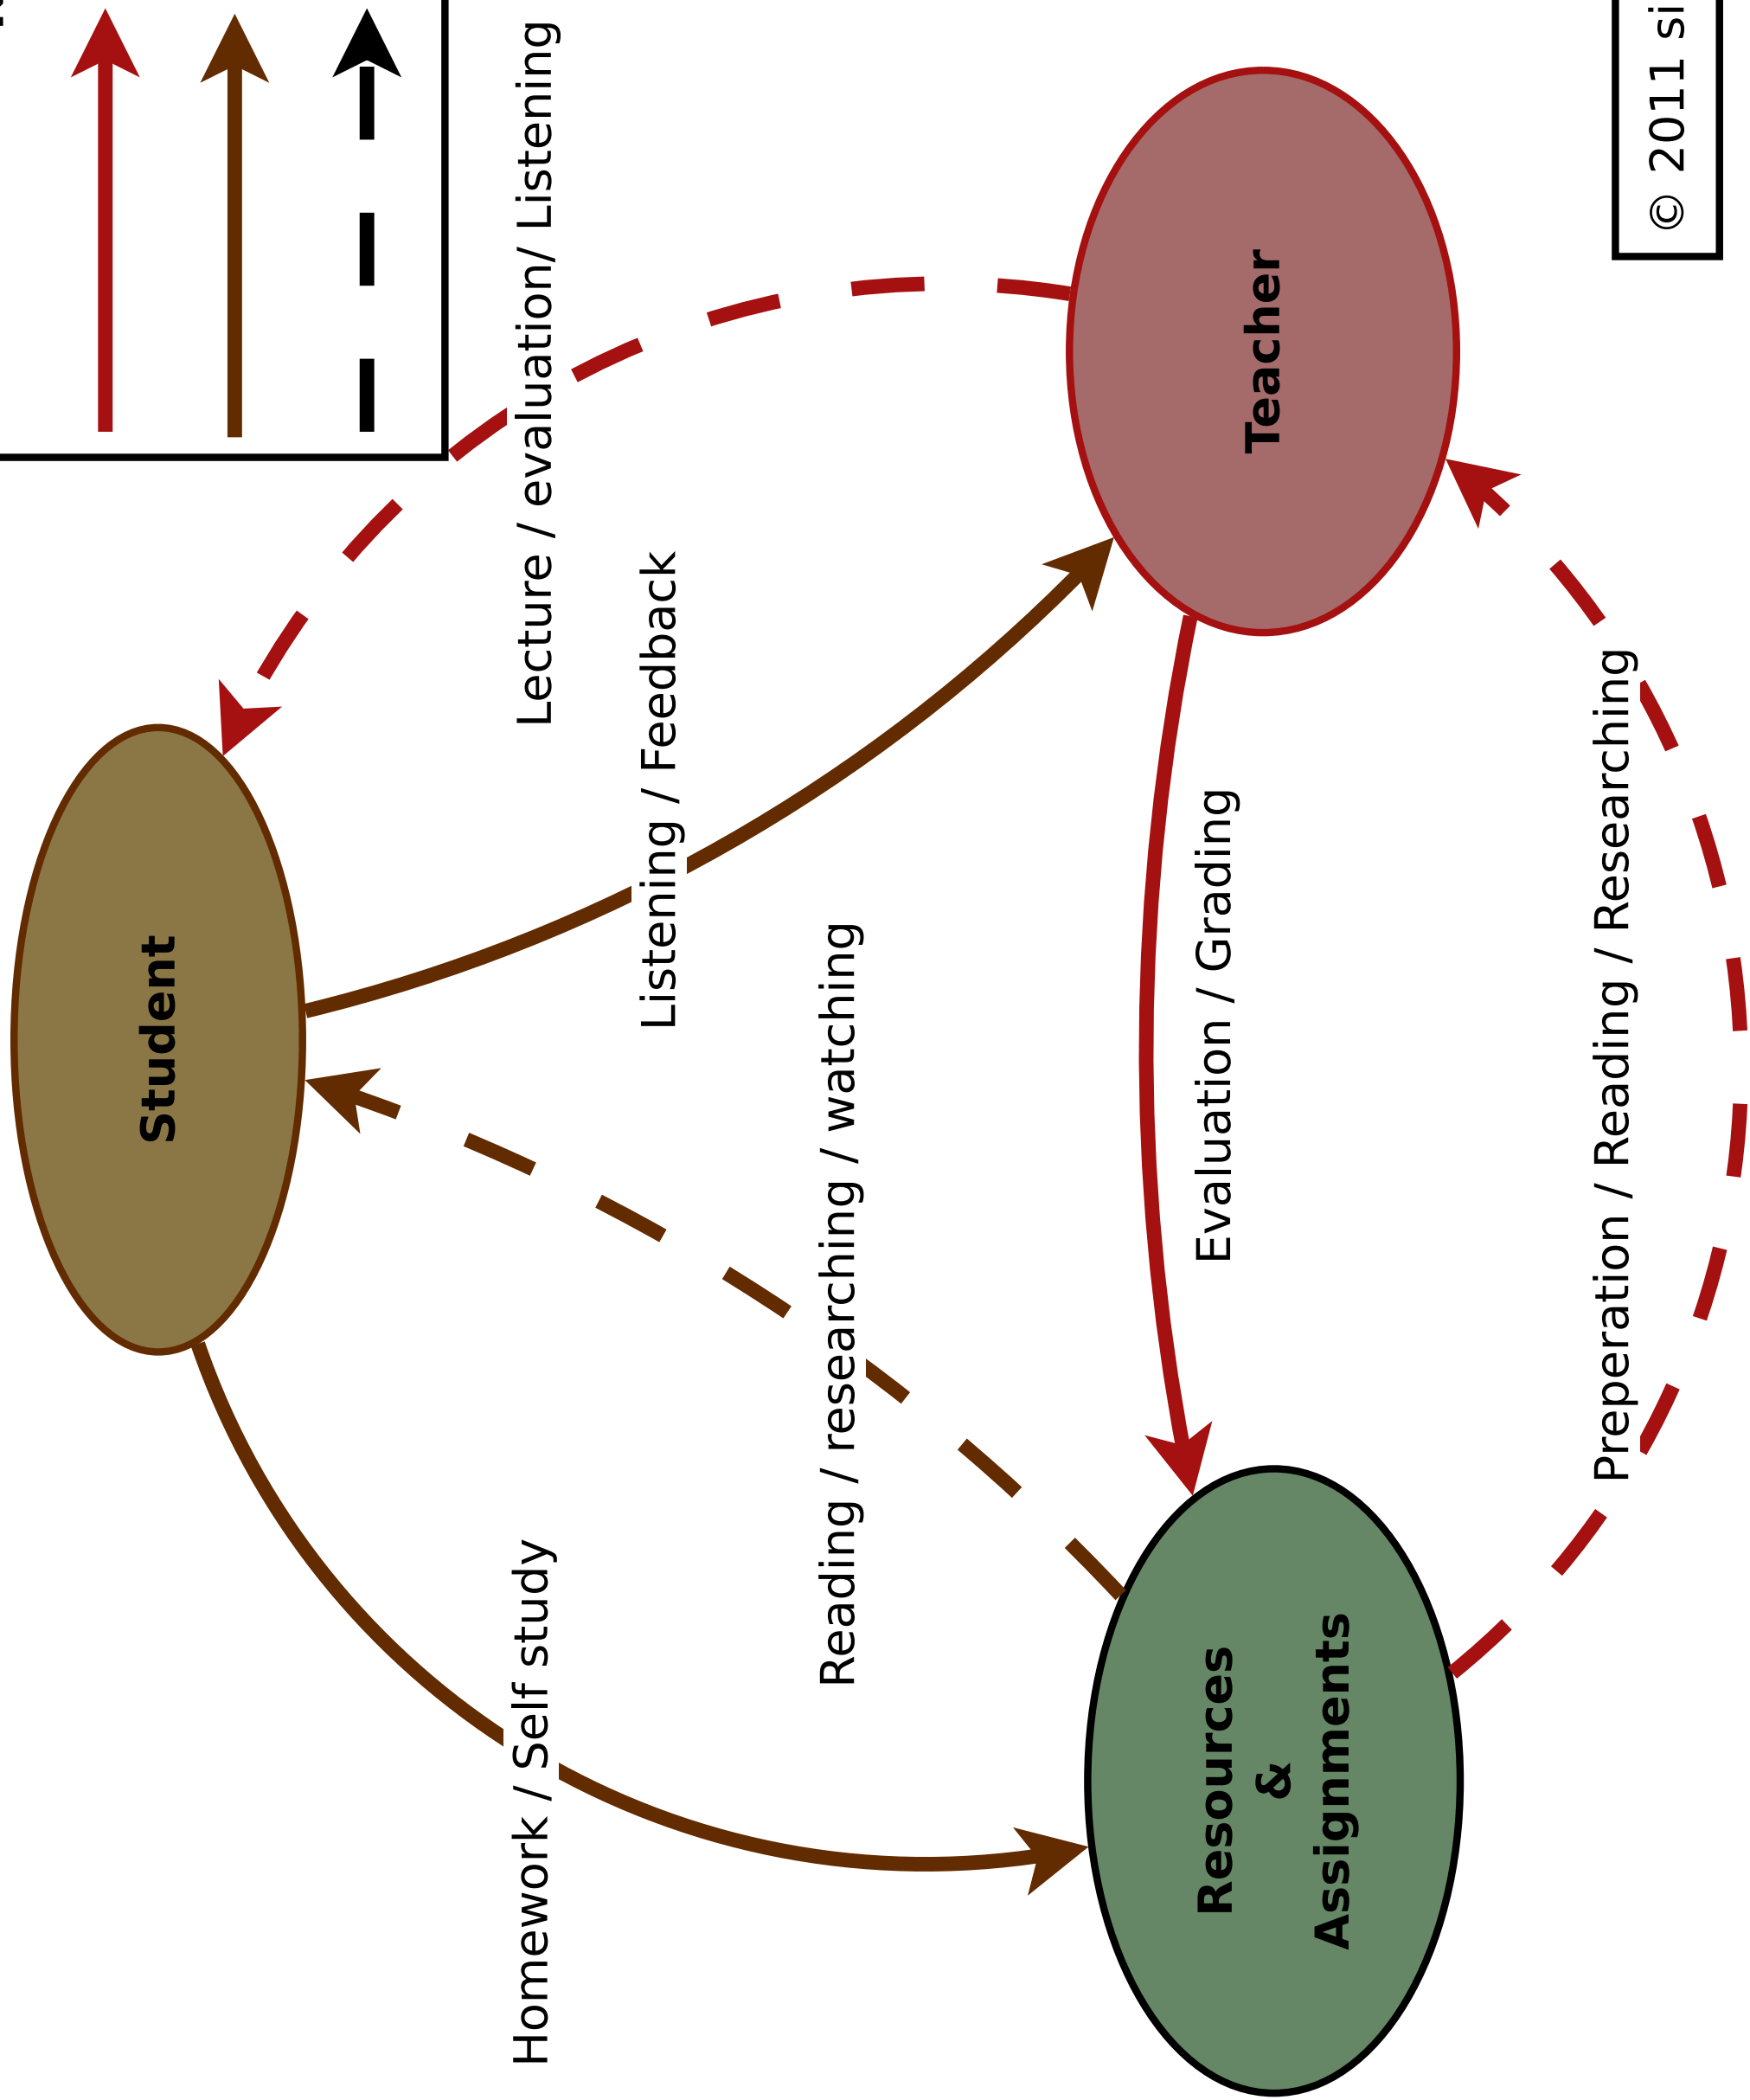 Student
Lecture / evaluation/ Listening
Listening / Feedback
Homework / Self study
Reading / researching / watching
Evaluation / Grading
Teacher
Resources
&
Assignments
Preperation / Reading / Researching
© 2011 si